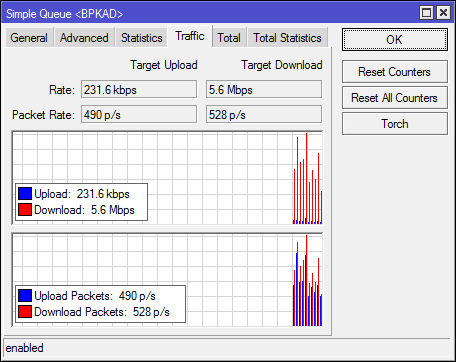 Simple Queue <BPKAD>
General Advanced Statistics Traffic Total Total Statistics
OK
Reset Counters
Reset All Counters
Torch
Target Upload Target Download
Rate: 231.6 kbps 5.6 Mbps
Packet Rate: 490 p/s 528 p/s
Upload: 231.6 kbps
Download: 5.6 Mbps
Upload Packets: 490 p/s
Download Packets: 528 p/s
enabled